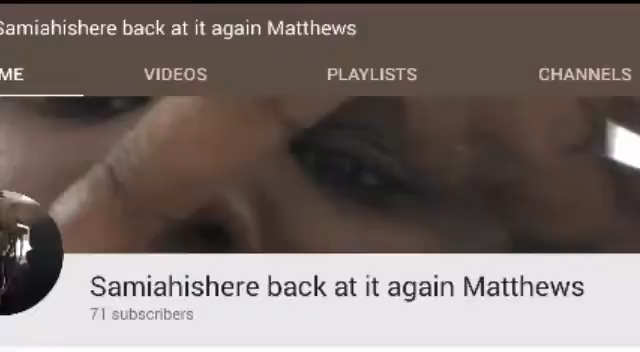 Samiahishere back at it again Matthews
ME VIDEOS PLAYLISTS CHANNELS
Samiahishere back at it again Matthews
71 subscribers